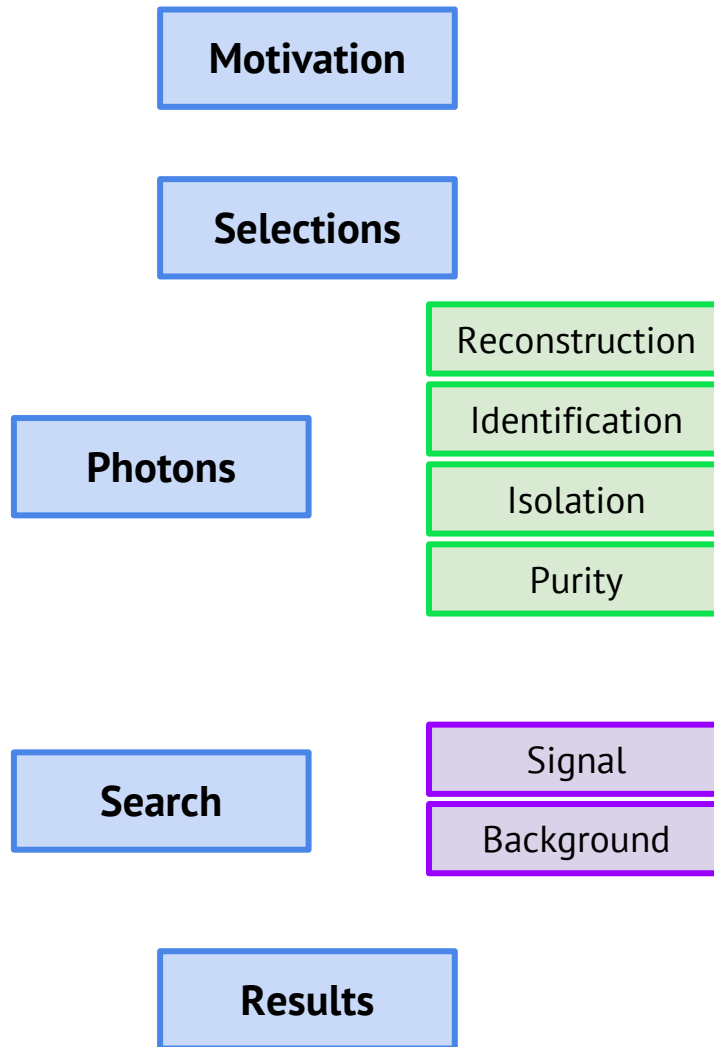 Motivation
Selections
Photons
Reconstruction
Identification
Isolation
Purity
Search
Signal
Background
Results